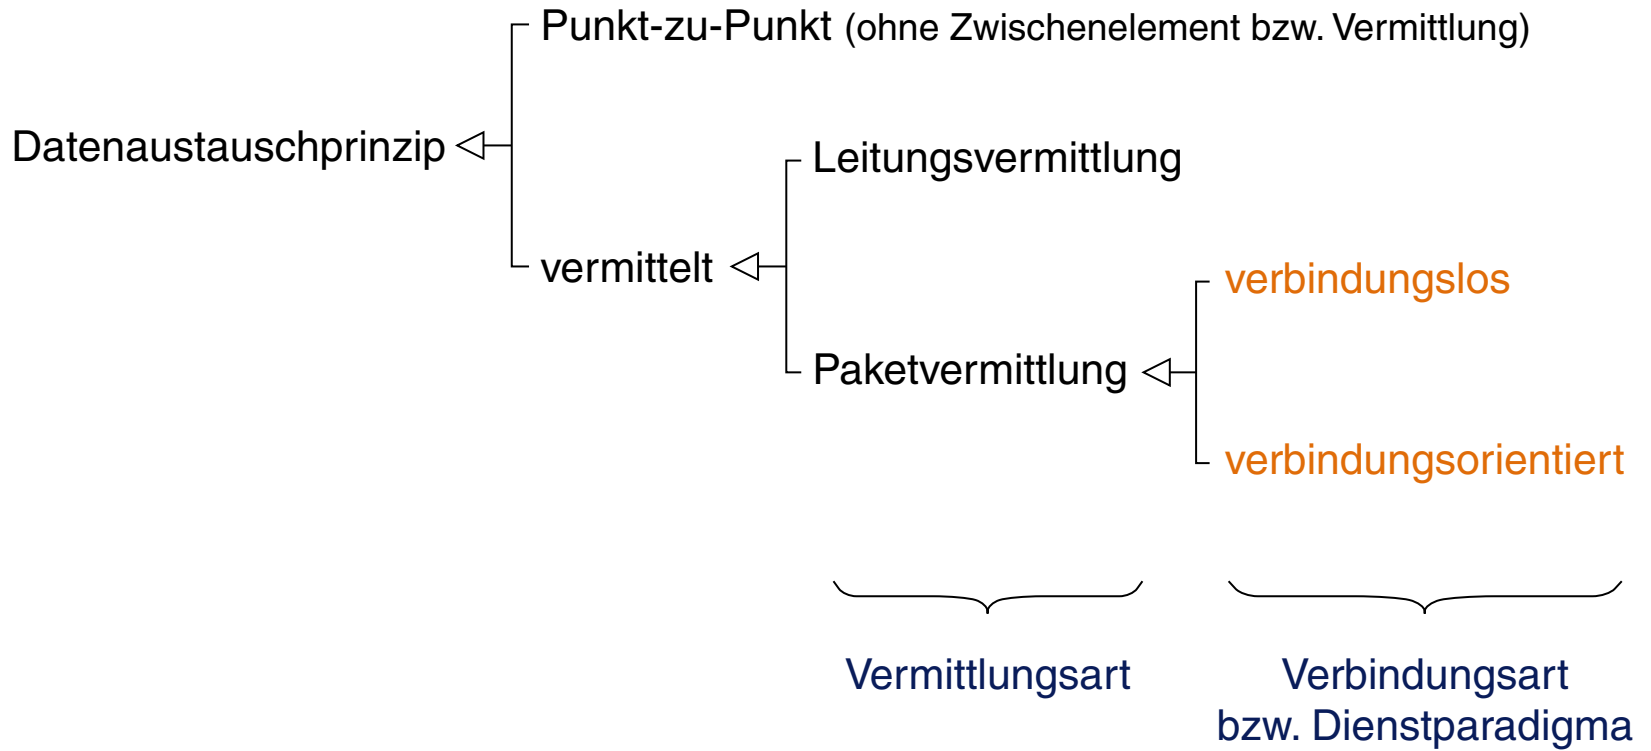 Punkt-zu-Punkt (ohne Zwischenelement bzw. Vermittlung)
Datenaustauschprinzip
Leitungsvermittlung
vermittelt
verbindungslos
Paketvermittlung
verbindungsorientiert
Vermittlungsart
Verbindungsart
bzw. Dienstparadigma